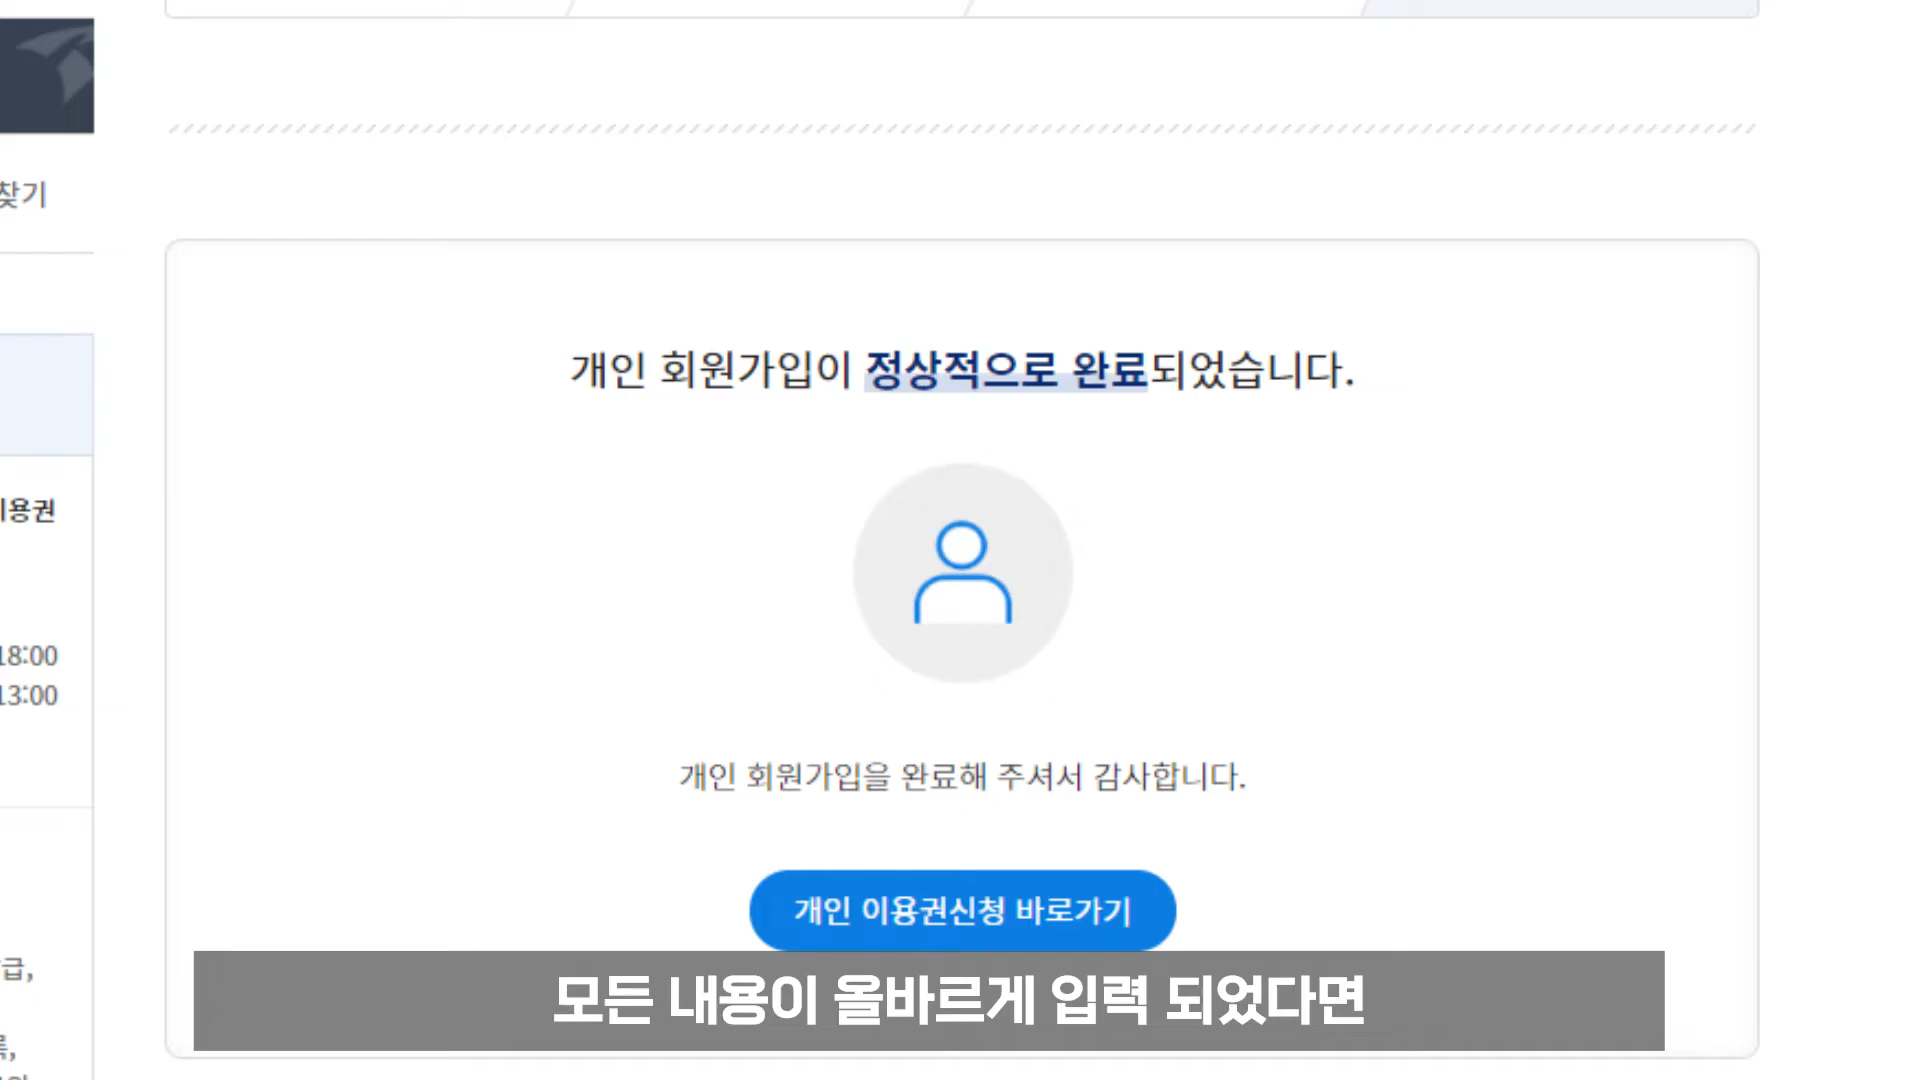 찾기
개인 회원가입이 정상적으로 완료되었습니다.
이용권
18:00
13:00
개인 회원가입을 완료해 주셔서 감사합니다.
개인 이용권신청 바로가기
급,
모든 내용이 올바르게 입력 되었다면